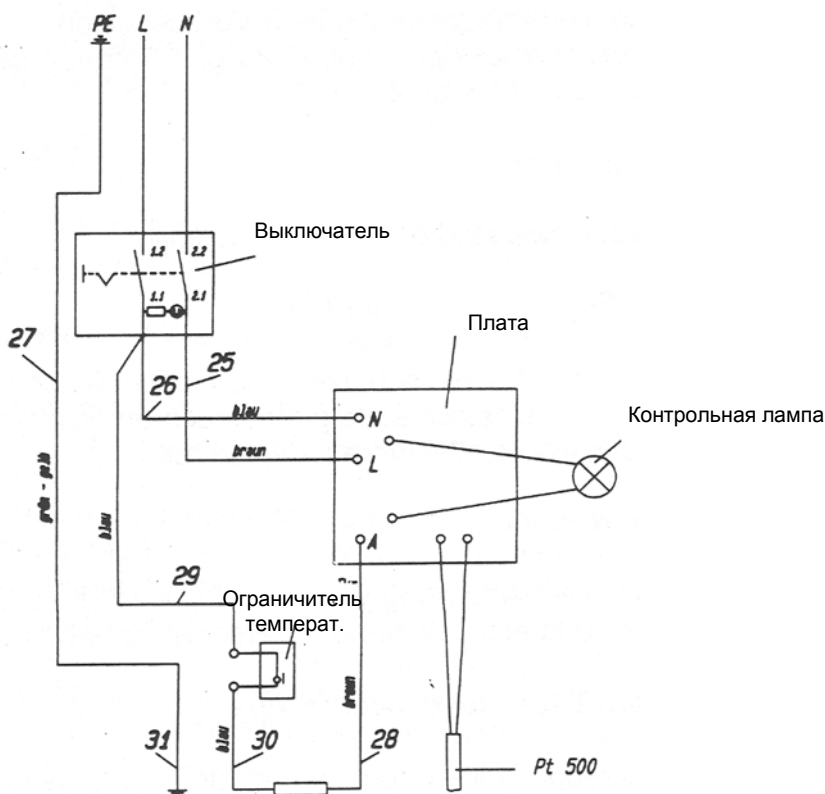 PE L N
Выключатель
1.2 2.2
1.1 2.1
27
25
26
Плата
blau
N
Контрольная лампа
braun
L
grün - gelb
blau
A
29
Ограничитель
температ.
braun
31
blau
30
28
Pt 500